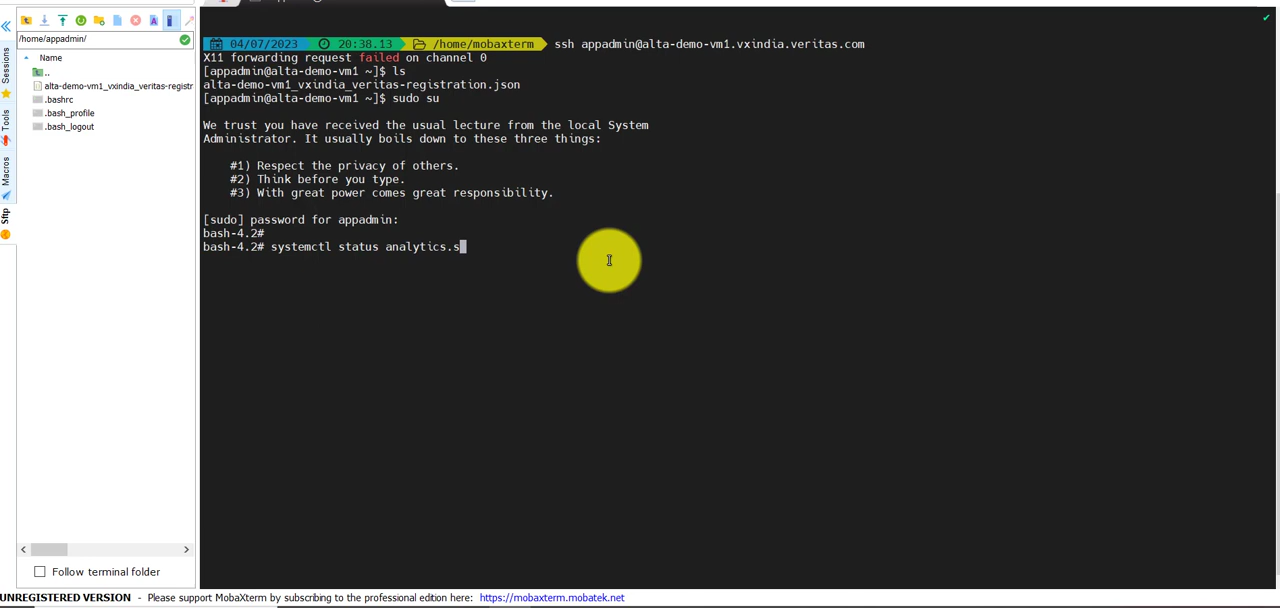 /home/appadmin/
Name
..
alta-demo-vm1_vxindia_veritas-registr
.bashrc
.bash_profile
.bash_logout
Sessions
Tools
Macros
Sftp
Follow terminal folder
04/07/2023 20:38.13 /home/mobaxterm ssh appadmin@alta-demo-vm1.vxindia.veritas.com
X11 forwarding request failed on channel 0
[appadmin@alta-demo-vm1 ~]$ ls
alta-demo-vm1_vxindia_veritas-registration.json
[appadmin@alta-demo-vm1 ~]$ sudo su
We trust you have received the usual lecture from the local System
Administrator. It usually boils down to these three things:
#1) Respect the privacy of others.
#2) Think before you type.
#3) With great power comes great responsibility.
[sudo] password for appadmin:
bash-4.2#
bash-4.2# systemctl status analytics.s
UNREGISTERED VERSION - Please support MobaXterm by subscribing to the professional edition here: https://mobaxterm.mobatek.net